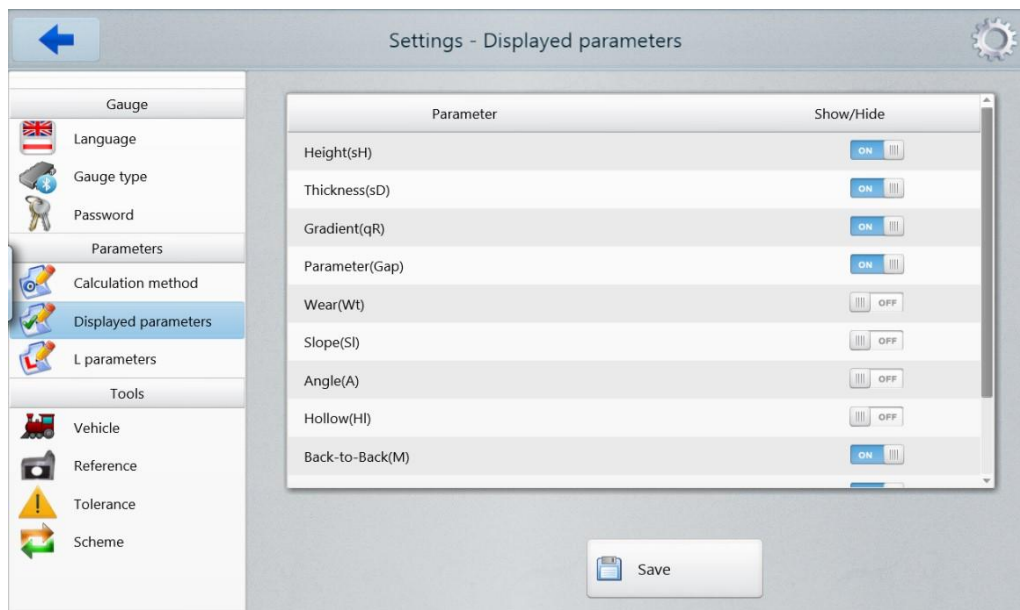 Settings - Displayed parameters
Gauge
Language
Gauge type
Password
Parameters
Calculation method
Displayed parameters
L parameters
Tools
Vehicle
Reference
Tolerance
Scheme
Parameter Show/Hide
Height(sH) ON
Thickness(sD) ON
Gradient(qR) ON
Parameter(Gap) ON
Wear(Wt) OFF
Slope(Sl) OFF
Angle(A) OFF
Hollow(Hl) OFF
Back-to-Back(M) ON
Save